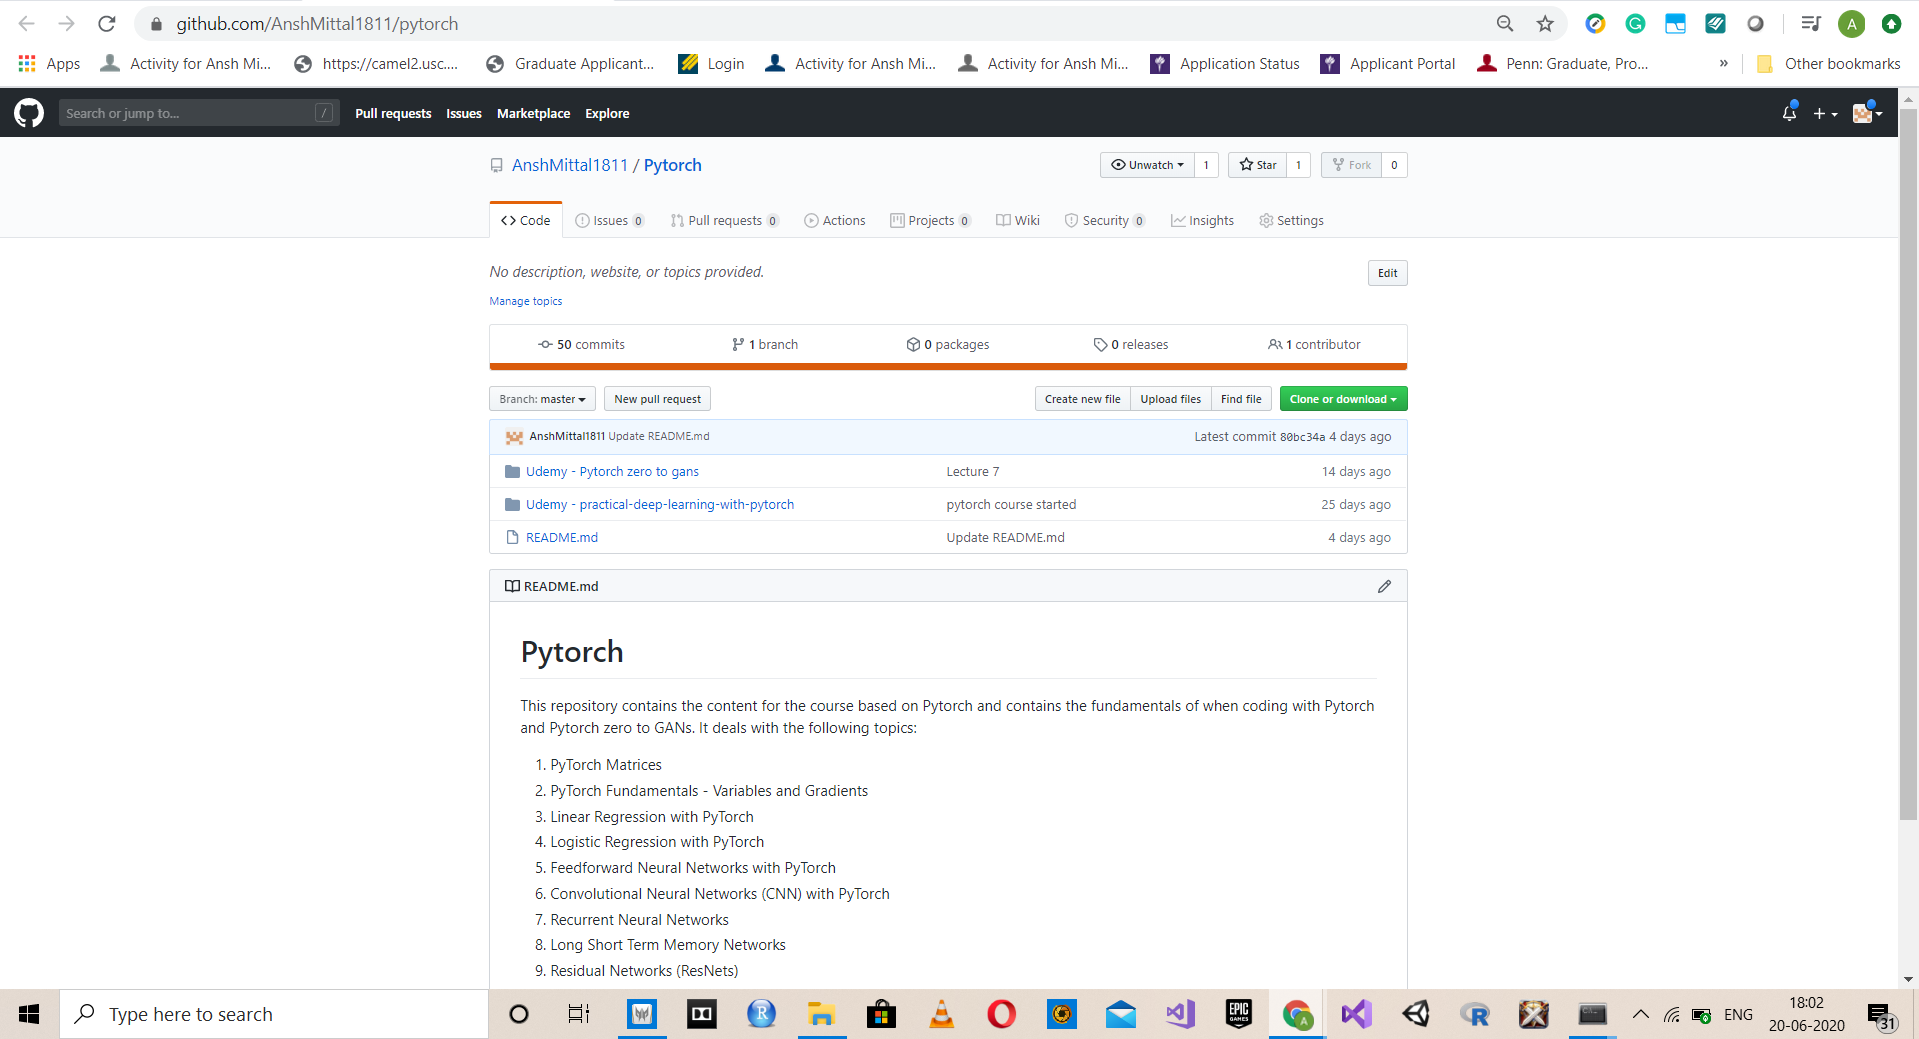 github.com/AnshMittal1811/pytorch
A
Apps
Activity for Ansh Mi...
https://camel2.usc....
Graduate Applicant...
Login
Activity for Ansh Mi...
Activity for Ansh Mi...
Application Status
Applicant Portal
Penn: Graduate, Pro...
»
Other bookmarks
Search or jump to...
/
Pull requests
Issues
Marketplace
Explore
AnshMittal1811 / Pytorch
Unwatch 1
Star 1
Fork 0
Code
Issues 0
Pull requests 0
Actions
Projects 0
Wiki
Security 0
Insights
Settings
No description, website, or topics provided.
Edit
Manage topics
50 commits
1 branch
0 packages
0 releases
1 contributor
Branch: master
New pull request
Create new file
Upload files
Find file
Clone or download
AnshMittal1811 Update README.md
Latest commit 80bc34a 4 days ago
Udemy - Pytorch zero to gans
Lecture 7
14 days ago
Udemy - practical-deep-learning-with-pytorch
pytorch course started
25 days ago
README.md
Update README.md
4 days ago
README.md
Pytorch
This repository contains the content for the course based on Pytorch and contains the fundamentals of when coding with Pytorch
and Pytorch zero to GANs. It deals with the following topics:
1. PyTorch Matrices
2. PyTorch Fundamentals - Variables and Gradients
3. Linear Regression with PyTorch
4. Logistic Regression with PyTorch
5. Feedforward Neural Networks with PyTorch
6. Convolutional Neural Networks (CNN) with PyTorch
7. Recurrent Neural Networks
8. Long Short Term Memory Networks
9. Residual Networks (ResNets)
Type here to search
R
EPIC
GAMES
A
R
ENG
18:02
20-06-2020
31